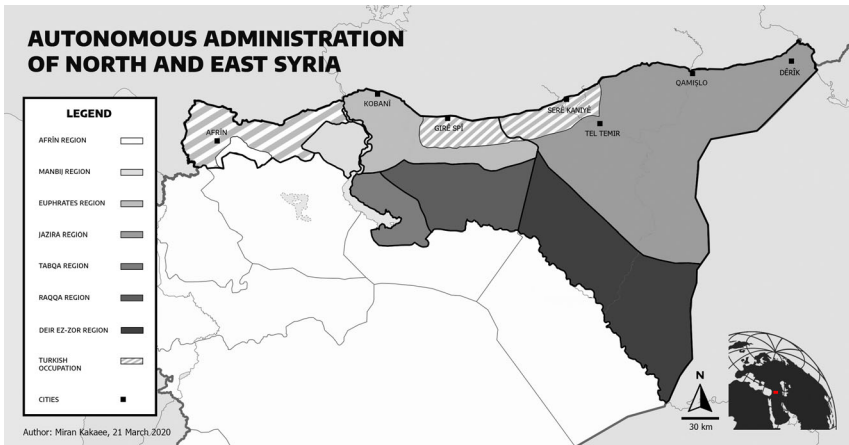 AUTONOMOUS ADMINISTRATION
OF NORTH AND EAST SYRIA
LEGEND
AFRÎN REGION
MANBIJ REGION
EUPHRATES REGION
JAZIRA REGION
TABQA REGION
RAQQA REGION
DEIR EZ-ZOR REGION
TURKISH
OCCUPATION
CITIES
AFRÎN
KOBANÎ
GIRÊ SPÎ
SERÊ KANIYÊ
TEL TEMIR
QAMIŞLO
DÊRÎK
N
30 km
Author: Miran Kakaee, 21 March 2020